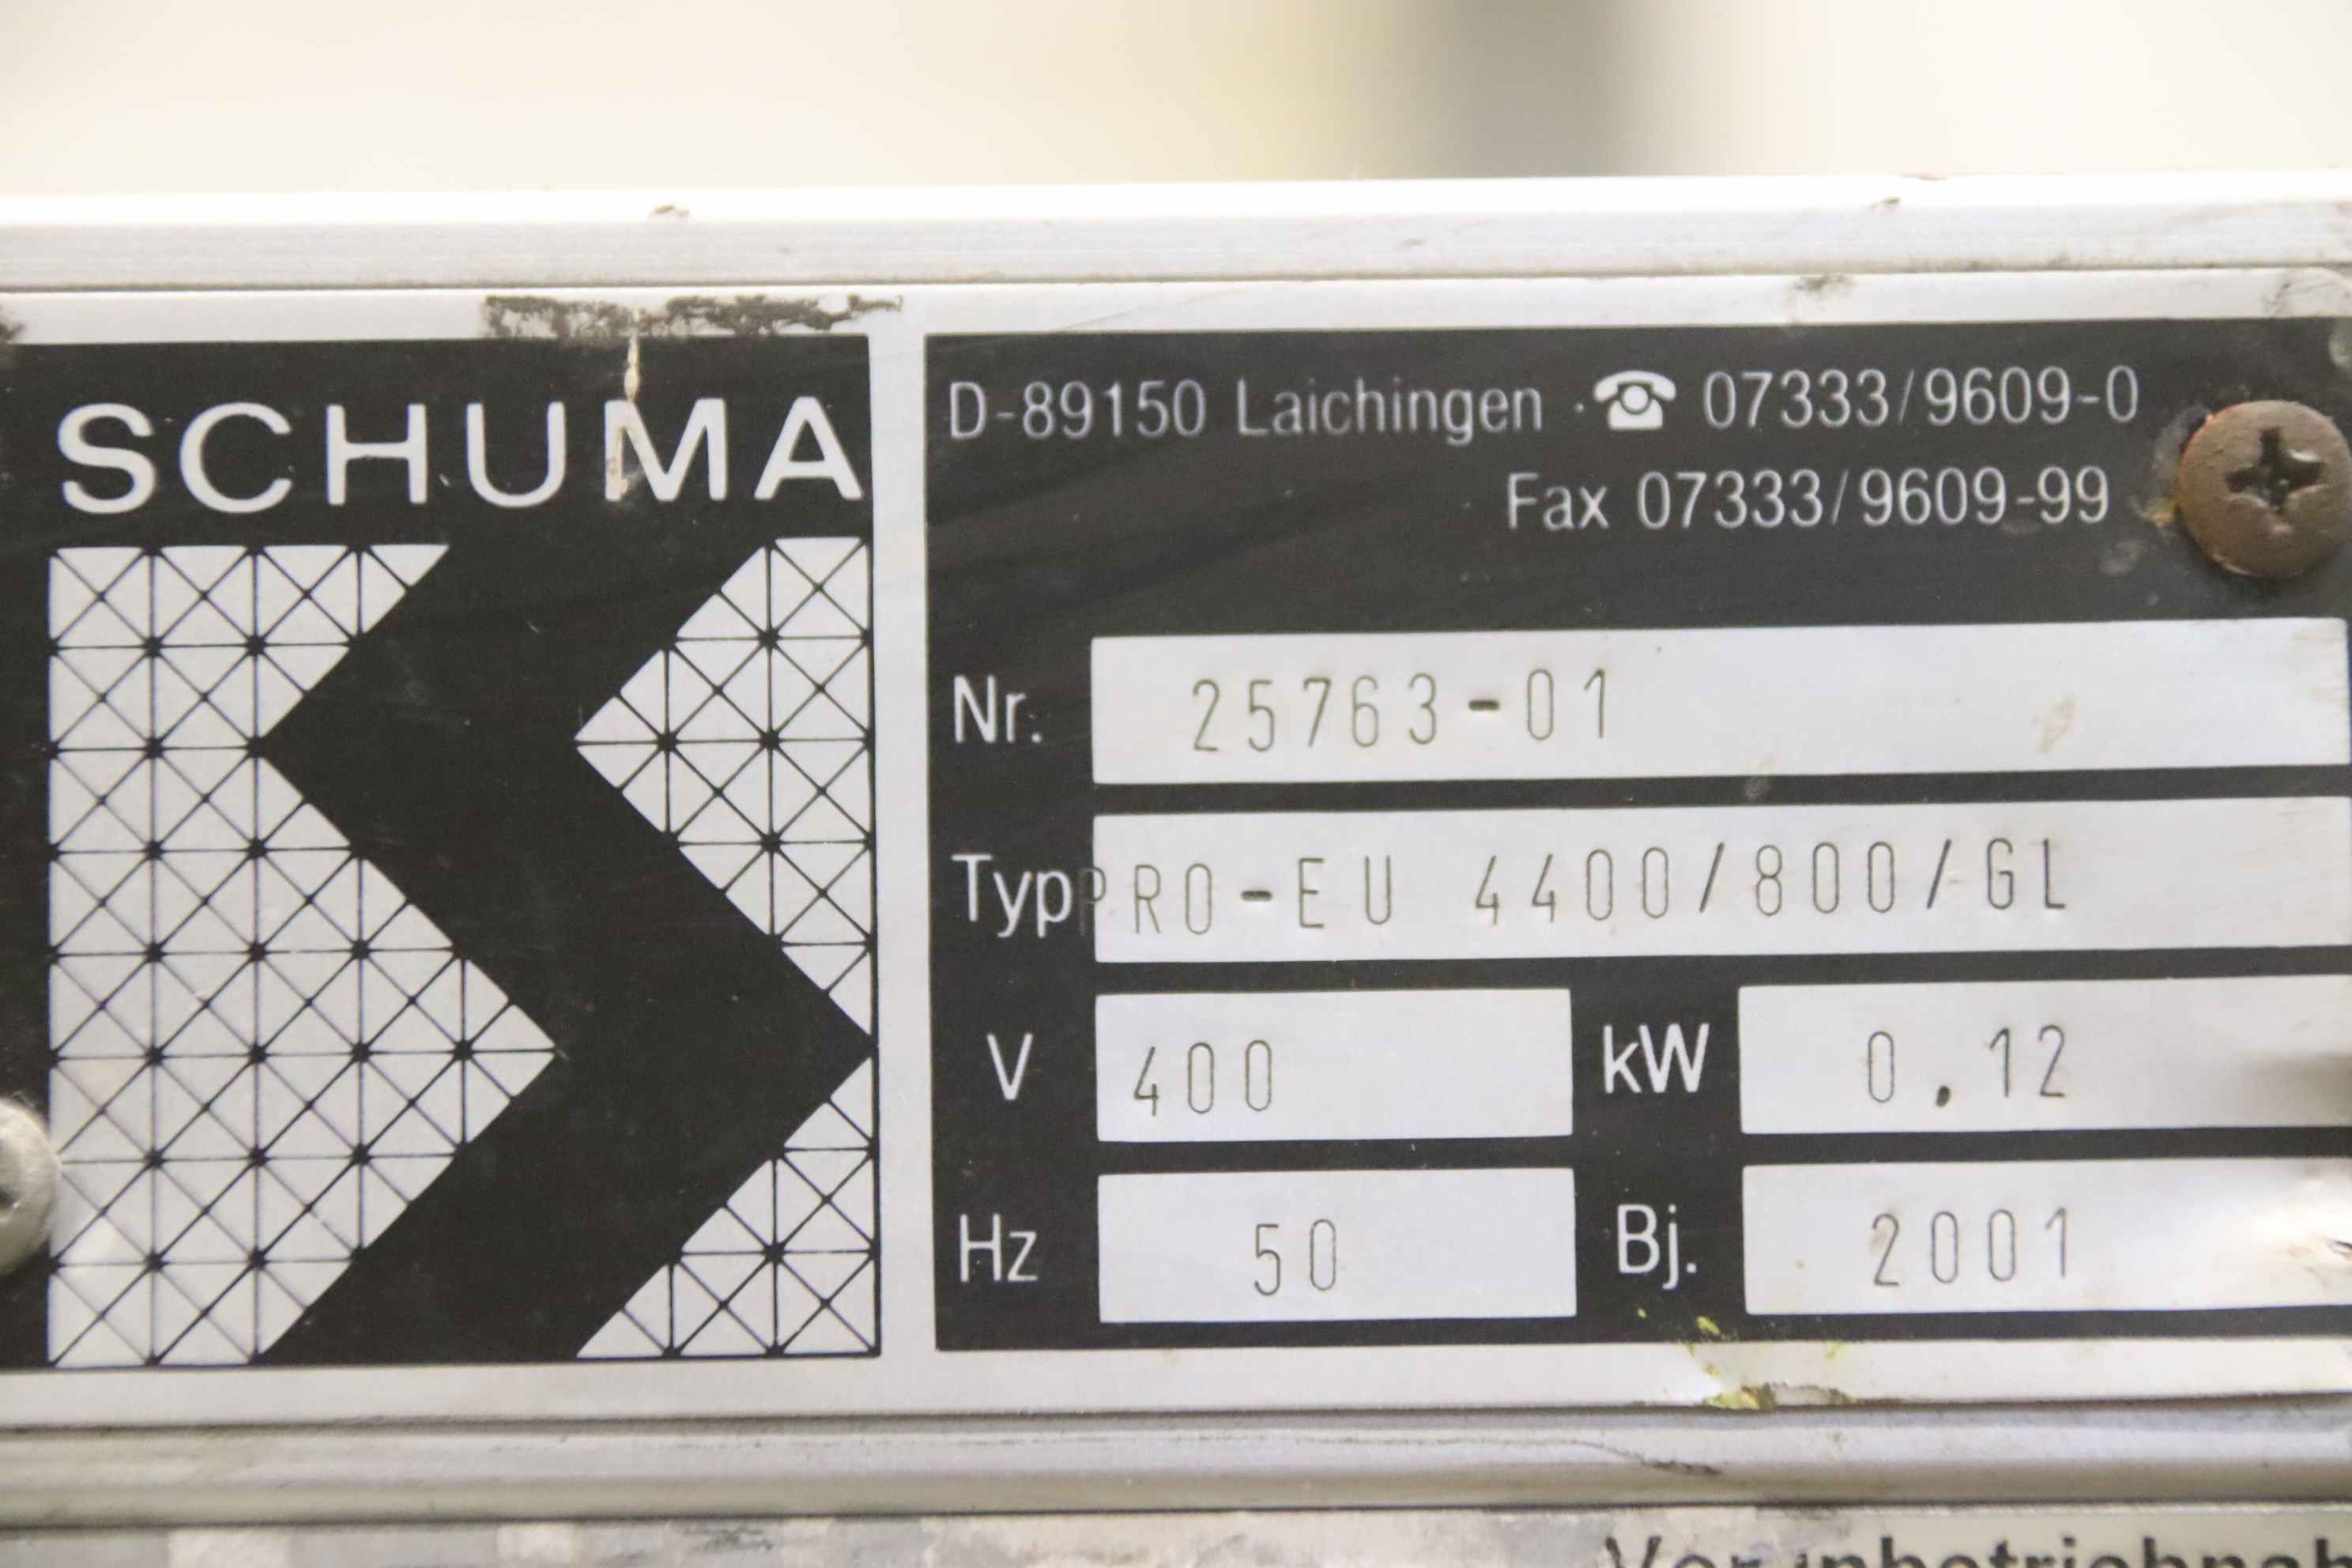 SCHUMA
D-89150 Laichingen · ☎ 07333/9609-0
Fax 07333/9609-99
Nr. 25763-01
Typ PRO-EU 4400/800/GL
V 400 kW 0.12
Hz 50 Bj. 2001